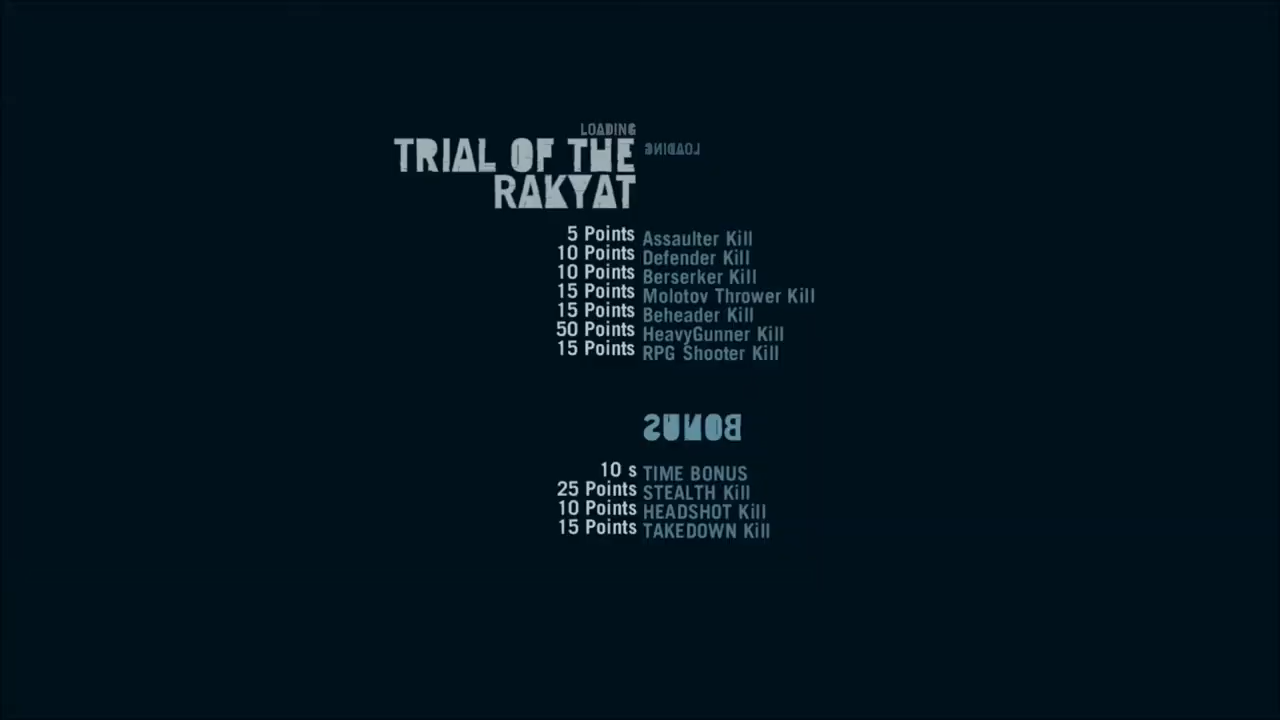 LOADING
TRIAL OF THE LOADING
RAKYAT
5 Points Assaulter Kill
10 Points Defender Kill
10 Points Berserker Kill
15 Points Molotov Thrower Kill
15 Points Beheader Kill
50 Points HeavyGunner Kill
15 Points RPG Shooter Kill
BONUS
10 s TIME BONUS
25 Points STEALTH Kill
10 Points HEADSHOT Kill
15 Points TAKEDOWN Kill